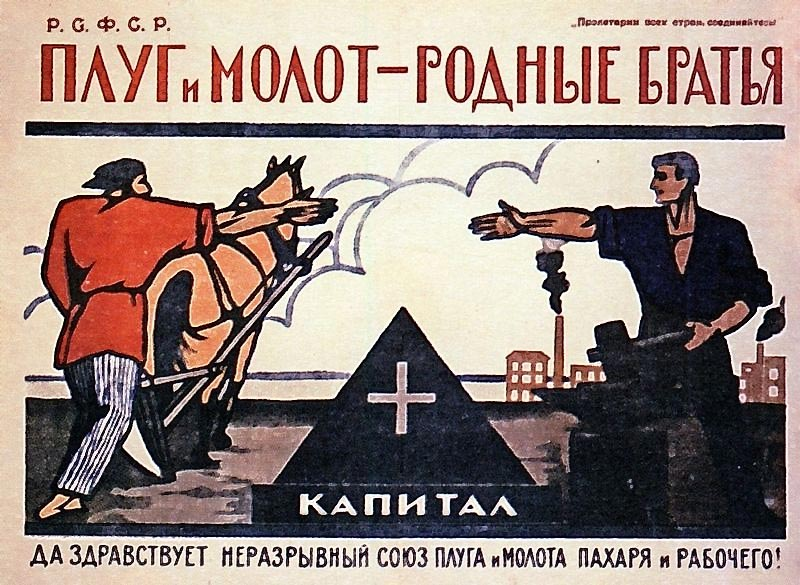 Р. С. Ф. С. Р.
„Пролетарии всех стран, соединяйтесь!
ПЛУГ и МОЛОТ–РОДНЫЕ БРАТЬЯ
КАПИТАЛ
ДА ЗДРАВСТВУЕТ НЕРАЗРЫВНЫЙ СОЮЗ ПЛУГА и МОЛОТА ПАХАРЯ и РАБОЧЕГО!